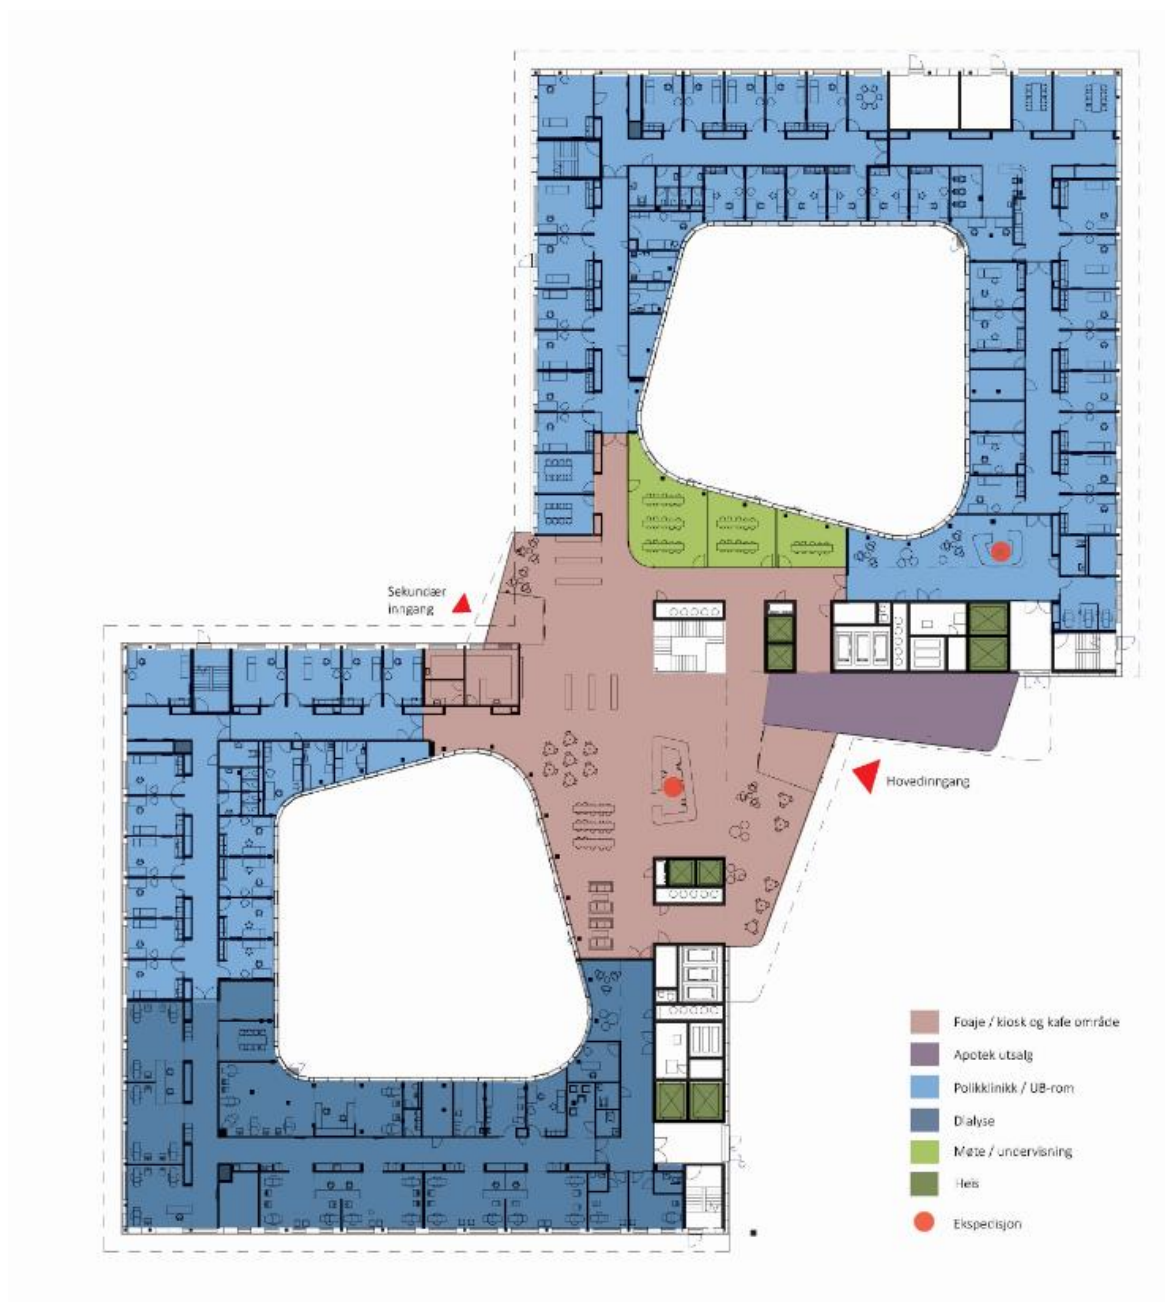 Sekundær
inngang
Hovedinngang
Foaje / kiosk og kafe område
Apotek utsalg
Polikklinikk / UB-rom
Dialyse
Møte / undervisning
Heis
Ekspedisjon